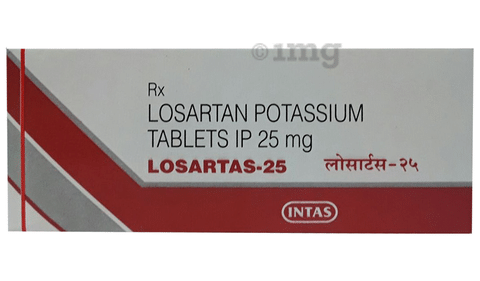 ©1mg
Rx
LOSARTAN POTASSIUM
TABLETS IP 25 mg
LOSARTAS-25 लोसार्टस-२५
INTAS